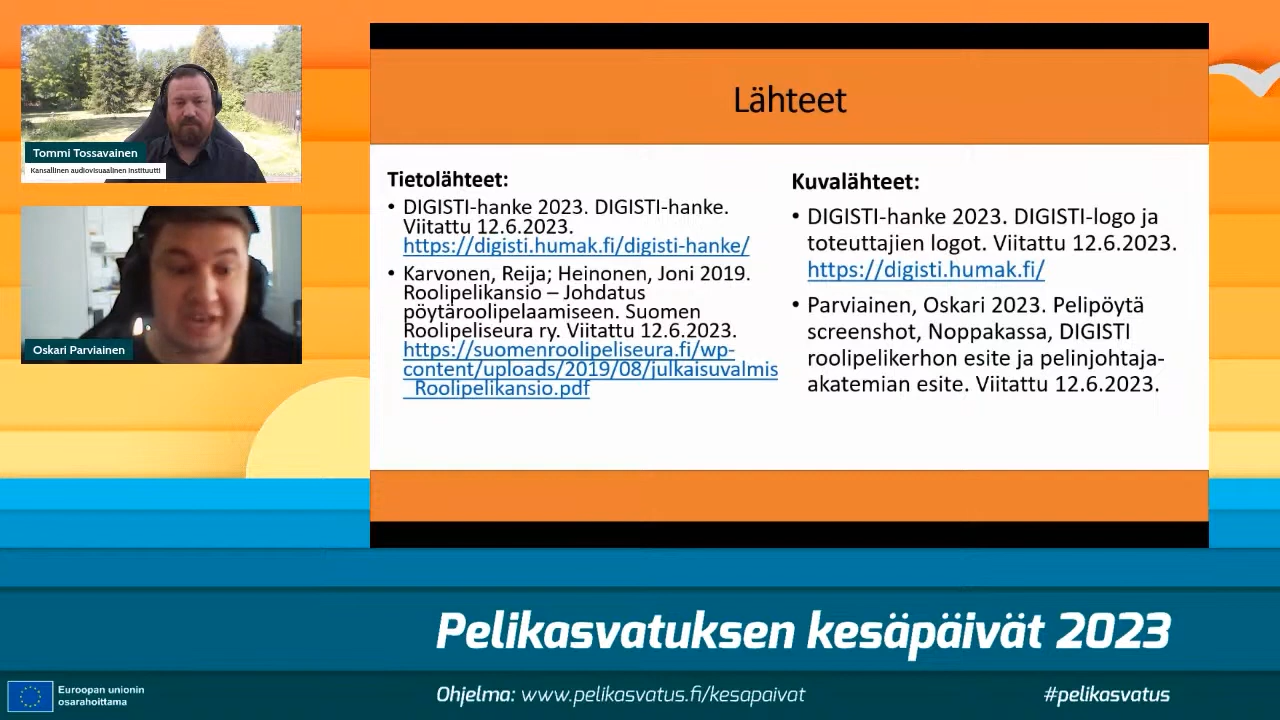 Tommi Tossavainen
Kansallinen audiovisuaalinen instituutti
Oskari Parviainen
Lähteet
Tietolähteet:
• DIGISTI-hanke 2023. DIGISTI-hanke.
Viitattu 12.6.2023.
https://digisti.humak.fi/digisti-hanke/
• Karvonen, Reija; Heinonen, Joni 2019.
Roolipelikansio – Johdatus
pöytäroolipelaamiseen. Suomen
Roolipeliseura ry. Viitattu 12.6.2023.
https://suomenroolipeliseura.fi/wp-
content/uploads/2019/08/julkaisuvalmis
_Roolipelikansio.pdf
Kuvalähteet:
• DIGISTI-hanke 2023. DIGISTI-logo ja
toteuttajien logot. Viitattu 12.6.2023.
https://digisti.humak.fi/
• Parviainen, Oskari 2023. Pelipöytä
screenshot, Noppakassa, DIGISTI
roolipelikerhon esite ja pelinjohtaja-
akatemian esite. Viitattu 12.6.2023.
Pelikasvatuksen kesäpäivät 2023
Euroopan unionin
osarahoittama
Ohjelma: www.pelikasvatus.fi/kesapaivat
#pelikasvatus